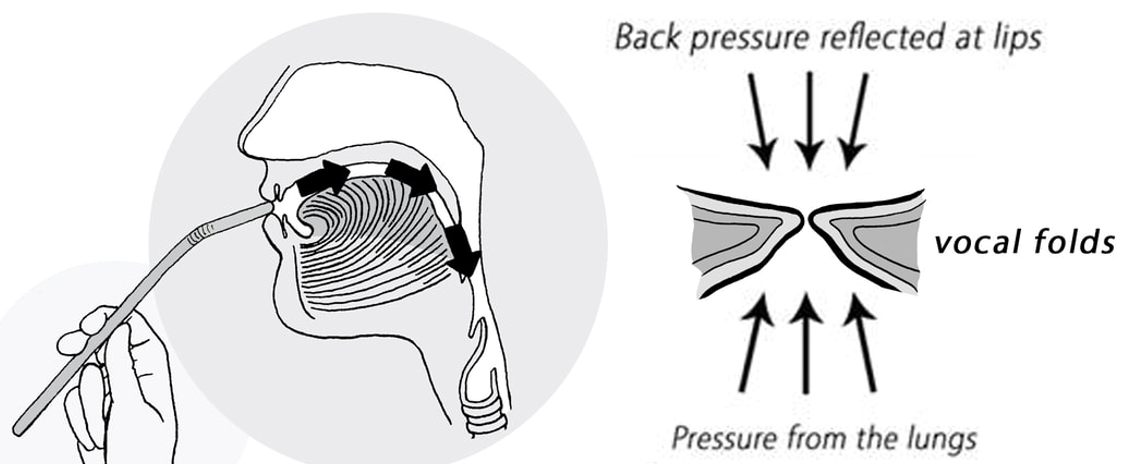 Back pressure reflected at lips
vocal folds
Pressure from the lungs